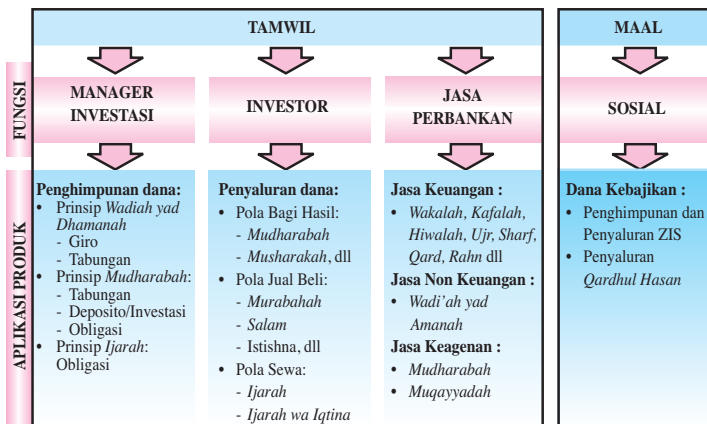 TAMWIL
MAAL
FUNGSI
MANAGER
INVESTASI
INVESTOR
JASA
PERBANKAN
SOSIAL
APLIKASI PRODUK
Penghimpunan dana:
• Prinsip Wadiah yad
Dhamanah
- Giro
- Tabungan
• Prinsip Mudharabah:
- Tabungan
- Deposito/Investasi
- Obligasi
• Prinsip Ijarah:
Obligasi
Penyaluran dana:
• Pola Bagi Hasil:
- Mudharabah
- Musharakah, dll
• Pola Jual Beli:
- Murabahah
- Salam
- Istishna, dll
• Pola Sewa:
- Ijarah
- Ijarah wa Iqtina
Jasa Keuangan :
• Wakalah, Kafalah,
Hiwalah, Ujr, Sharf,
Qard, Rahn dll
Jasa Non Keuangan :
• Wadi'ah yad
Amanah
Jasa Keagenan :
• Mudharabah
• Muqayyadah
Dana Kebajikan :
• Penghimpunan dan
Penyaluran ZIS
• Penyaluran
Qardhul Hasan